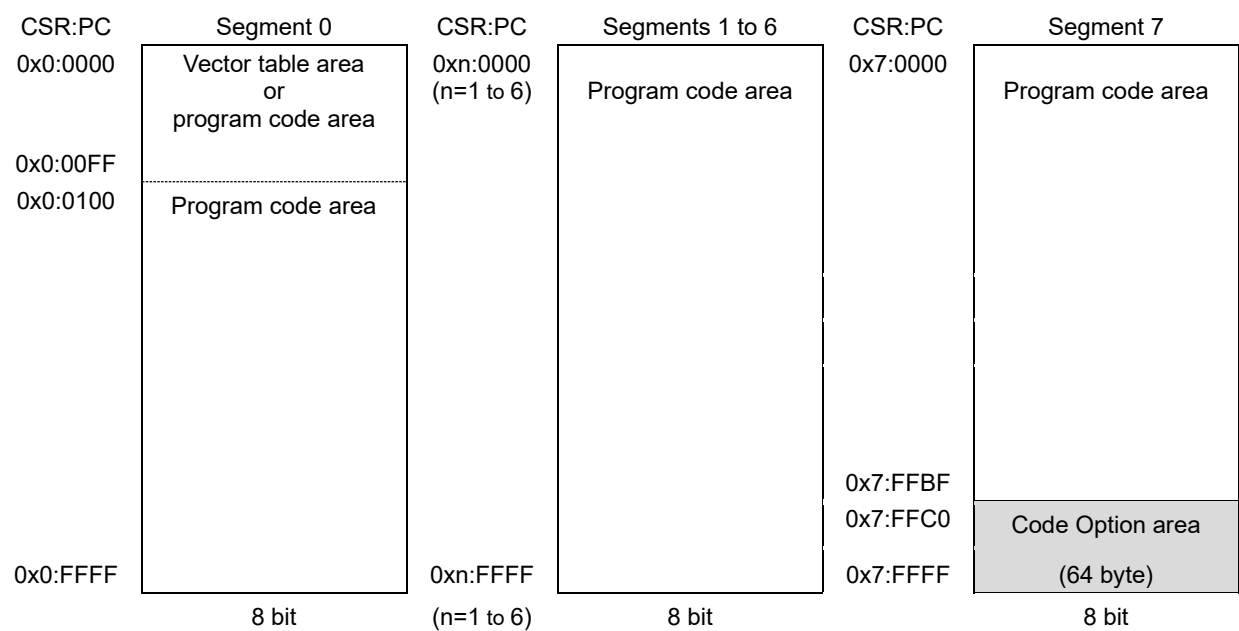 CSR:PC Segment 0 CSR:PC Segments 1 to 6 CSR:PC Segment 7
0x0:0000 Vector table area 0xn:0000 0x7:0000
or (n=1 to 6) Program code area Program code area
program code area
0x0:00FF
0x0:0100 Program code area
0x7:FFBF
0x7:FFC0 Code Option area
0x0:FFFF 0xn:FFFF 0x7:FFFF (64 byte)
8 bit (n=1 to 6) 8 bit 8 bit